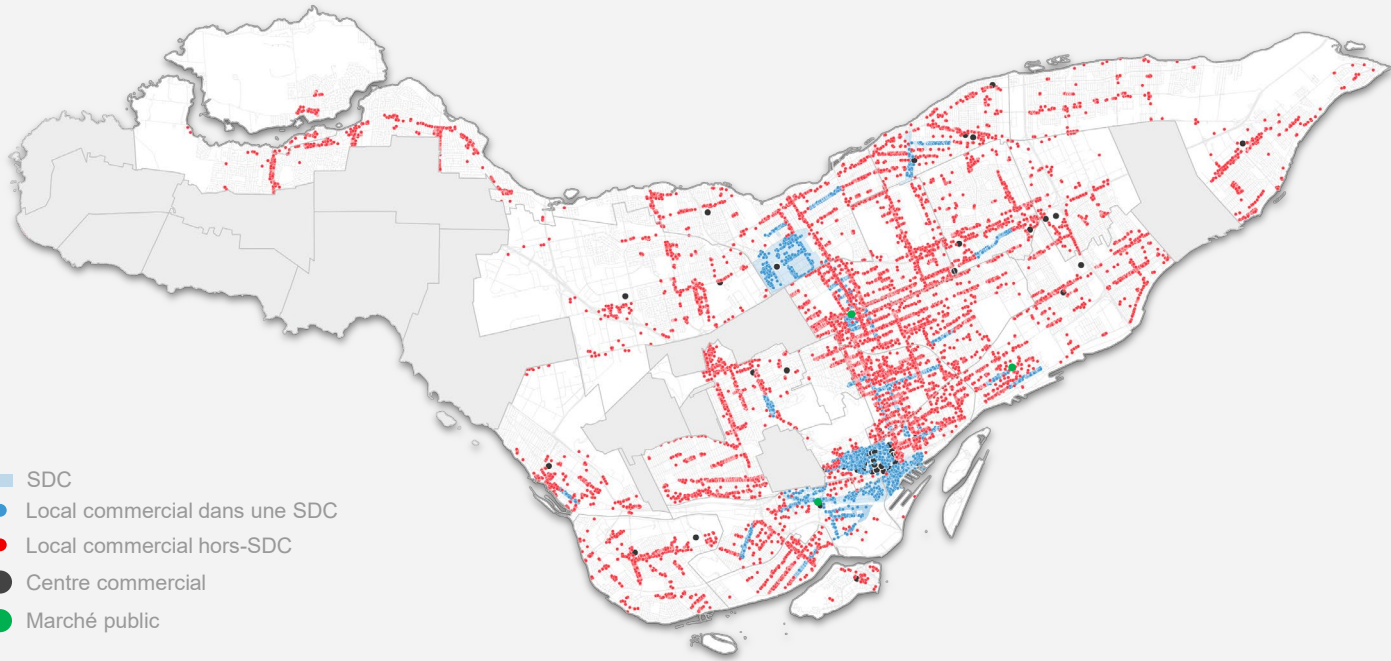 SDC
Local commercial dans une SDC
Local commercial hors-SDC
Centre commercial
Marché public